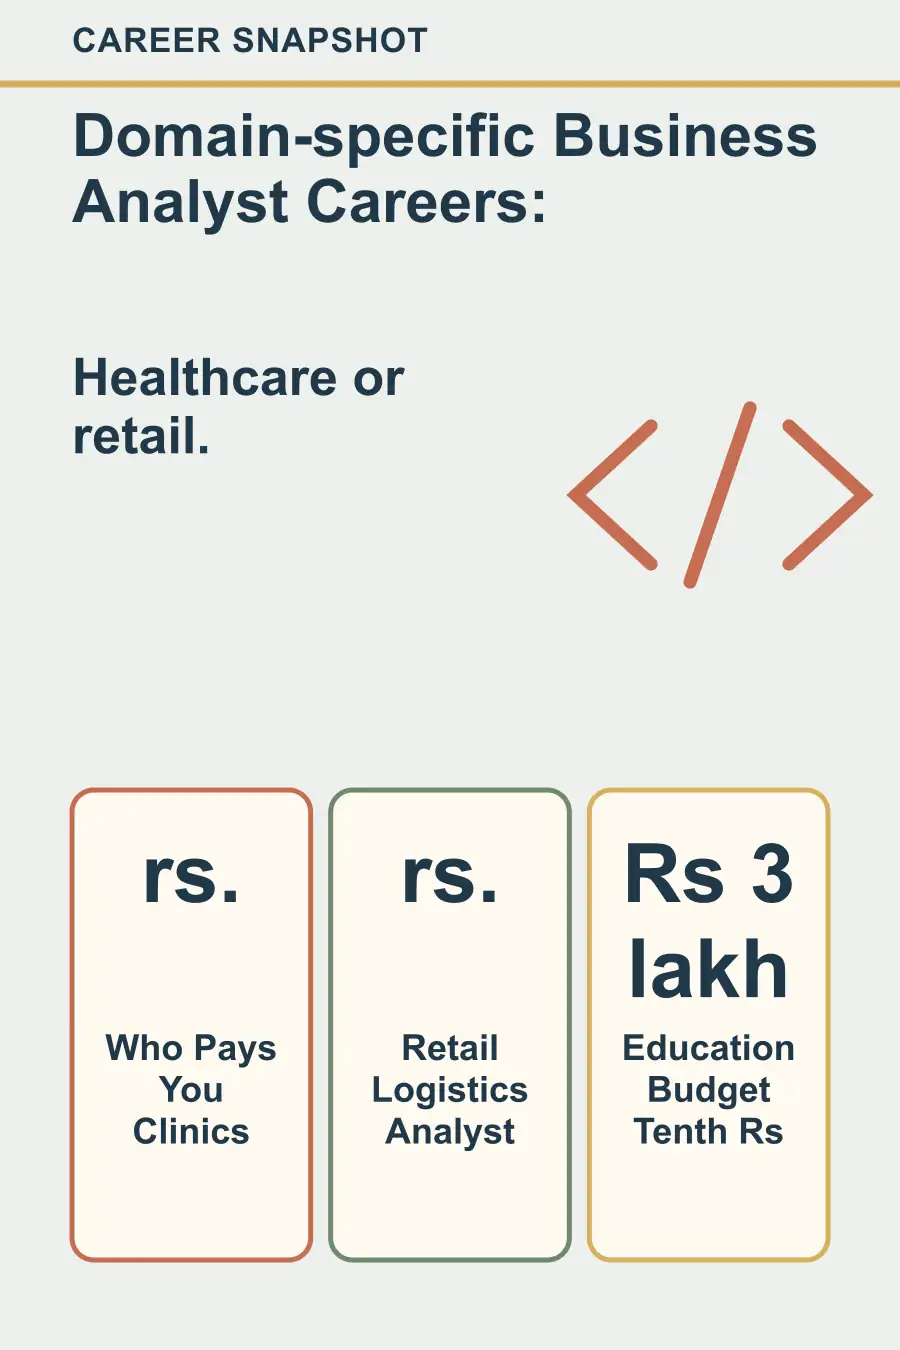 CAREER SNAPSHOT
Domain-specific Business
Analyst Careers:
Healthcare or
retail.
rs.
Who Pays
You
Clinics
rs.
Retail
Logistics
Analyst
Rs 3
lakh
Education
Budget
Tenth Rs